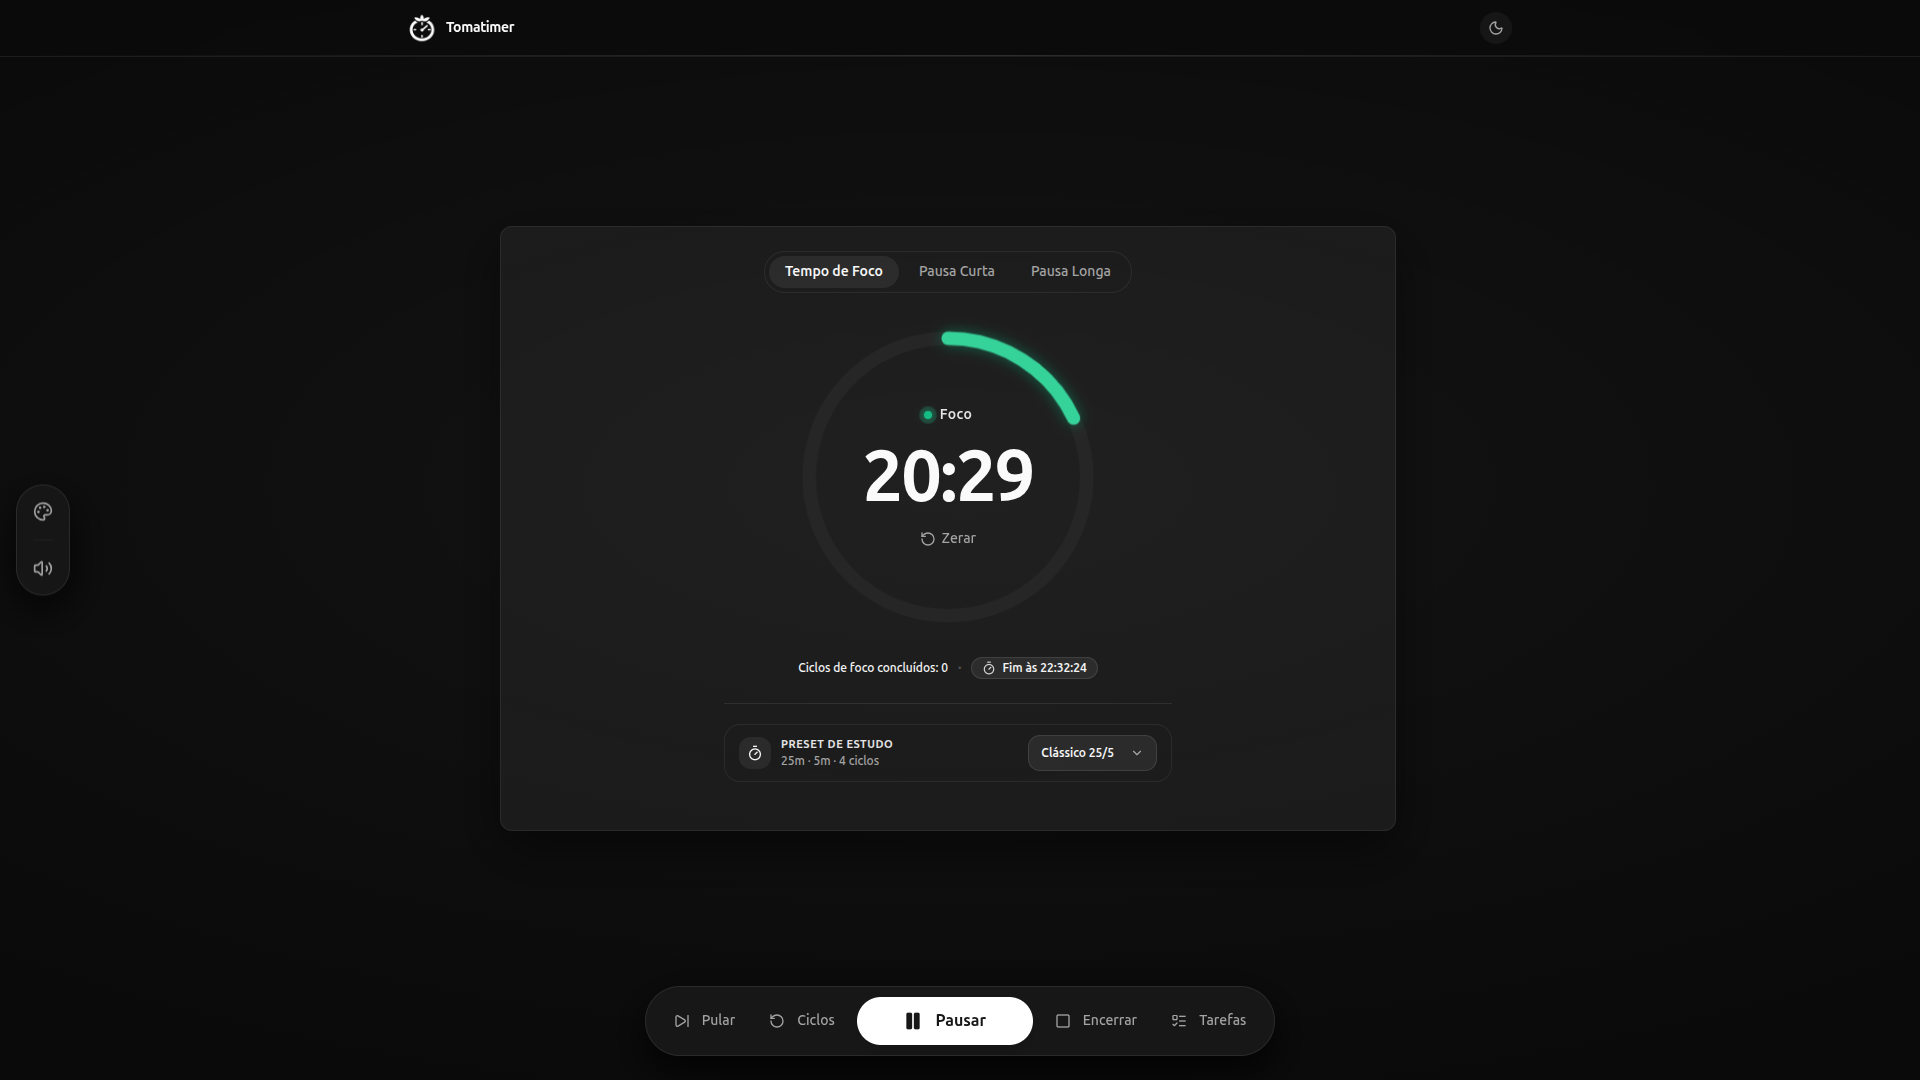 Tomatimer
Tempo de Foco
Pausa Curta
Pausa Longa
Foco
20:29
Zerar
Ciclos de foco concluídos: 0 · Fim às 22:32:24
PRESET DE ESTUDO
25m · 5m · 4 ciclos
Clássico 25/5
Pular
Ciclos
Pausar
Encerrar
Tarefas